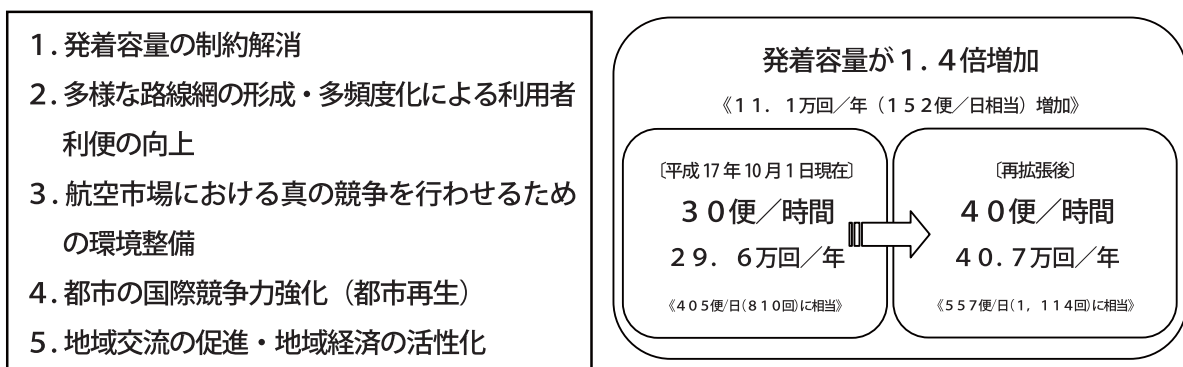 1. 発着容量の制約解消
2. 多様な路線網の形成・多頻度化による利用者
利便の向上
3. 航空市場における真の競争を行わせるため
の環境整備
4. 都市の国際競争力強化（都市再生）
5. 地域交流の促進・地域経済の活性化
発着容量が１．４倍増加
《１１．１万回／年（１５２便／日相当）増加》
〔平成17年10月1日現在〕
３０便／時間
２９．６万回／年
《４０５便/日(８１０回)に相当》
〔再拡張後〕
４０便／時間
４０.７万回／年
《５５７便/日(１，１１４回)に相当》